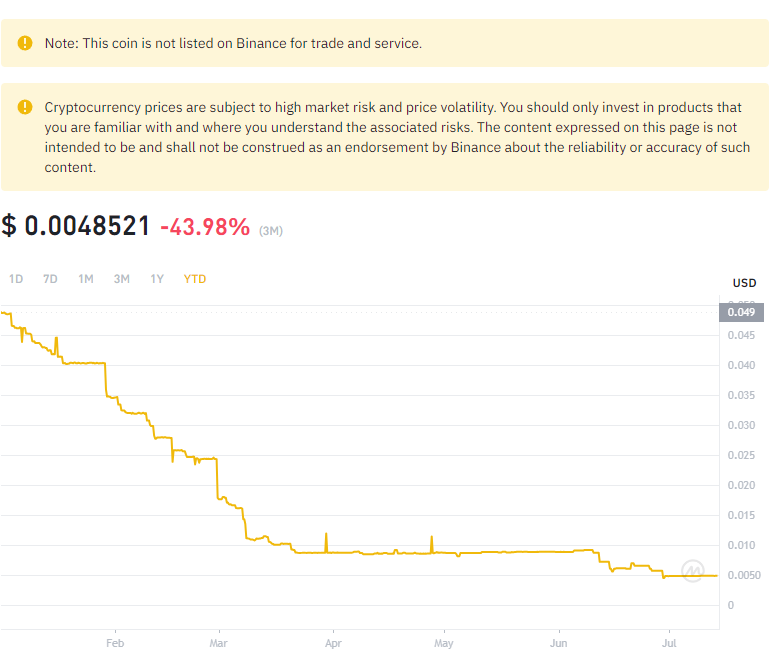 Note: This coin is not listed on Binance for trade and service.
Cryptocurrency prices are subject to high market risk and price volatility. You should only invest in products that
you are familiar with and where you understand the associated risks. The content expressed on this page is not
intended to be and shall not be construed as an endorsement by Binance about the reliability or accuracy of such
content.
$ 0.0048521 -43.98% (3M)
1D 7D 1M 3M 1Y YTD
USD
0.049
0.045
0.040
0.035
0.030
0.025
0.020
0.015
0.010
0.0050
0
Feb Mar Apr May Jun Jul